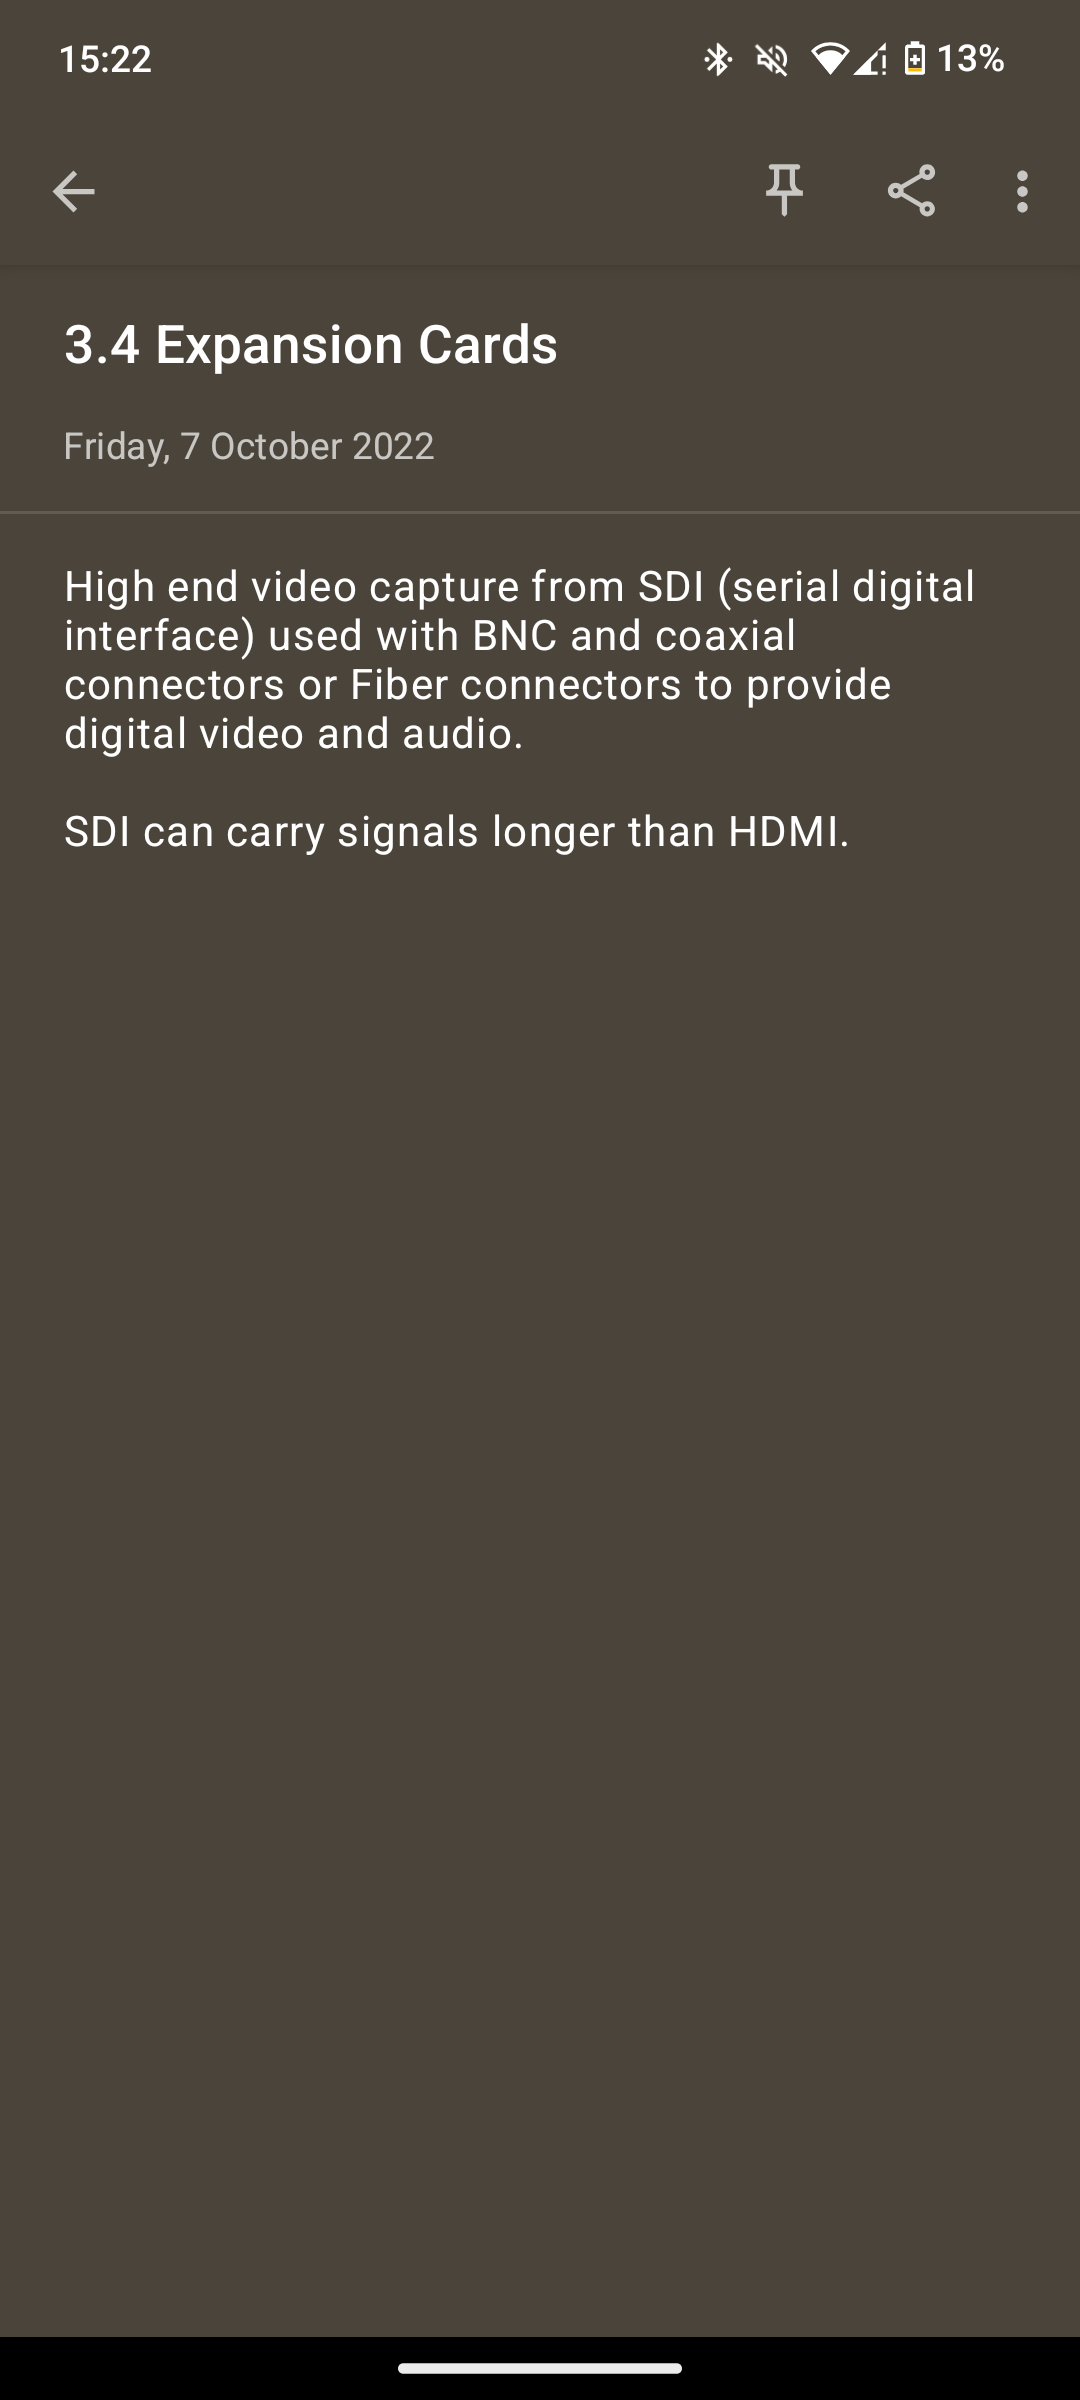 15:22
13%
3.4 Expansion Cards
Friday, 7 October 2022
High end video capture from SDI (serial digital
interface) used with BNC and coaxial
connectors or Fiber connectors to provide
digital video and audio.
SDI can carry signals longer than HDMI.